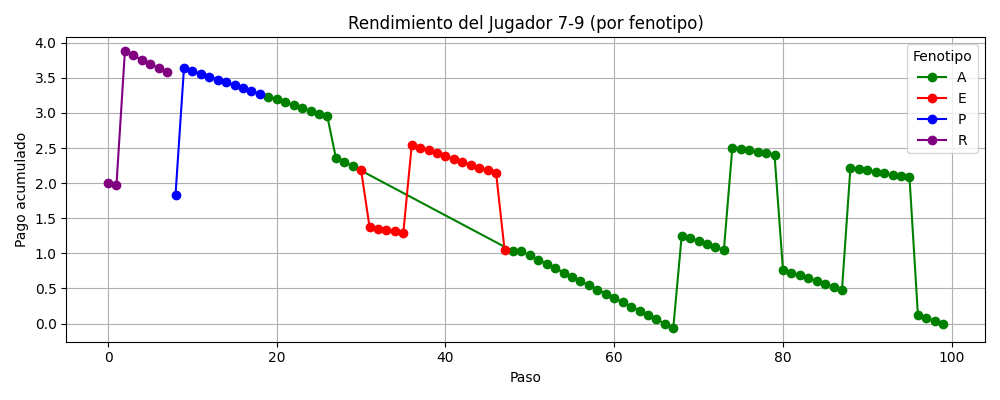 Rendimiento del Jugador 7-9 (por fenotipo)
Pago acumulado
4.0
3.5
3.0
2.5
2.0
1.5
1.0
0.5
0.0
Fenotipo
A
E
P
R
0
20
40
60
80
100
Paso